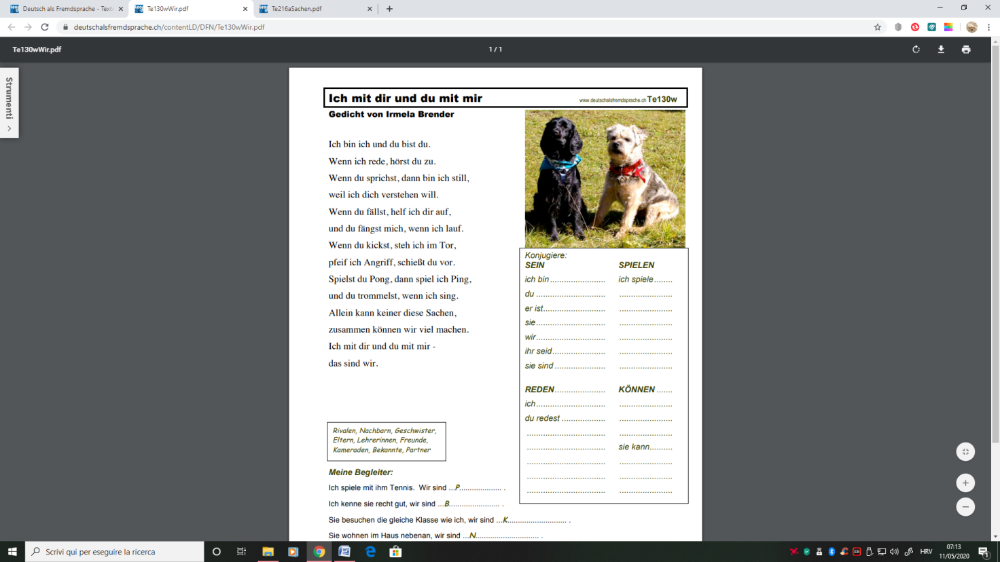 Deutsch als Fremdsprache - Texte
Te130wWir.pdf
Te216aSachen.pdf
deutschalsfremdsprache.ch/contentLD/DFN/Te130wWir.pdf
Te130wWir.pdf
1 / 1
Strumenti
Ich mit dir und du mit mir
www.deutschalsfremdsprache.ch Te130w
Gedicht von Irmela Brender
Ich bin ich und du bist du.
Wenn ich rede, hörst du zu.
Wenn du sprichst, dann bin ich still,
weil ich dich verstehen will.
Wenn du fällst, helf ich dir auf,
und du fängst mich, wenn ich lauf.
Wenn du kickst, steh ich im Tor,
pfeif ich Angriff, schießt du vor.
Spielst du Pong, dann spiel ich Ping,
und du trommelst, wenn ich sing.
Allein kann keiner diese Sachen,
zusammen können wir viel machen.
Ich mit dir und du mit mir -
das sind wir.
Konjugiere:
SEIN
ich bin ........................
du ..............................
er ist...........................
sie ..............................
wir ..............................
ihr seid .......................
sie sind ......................
SPIELEN
ich spiele ........
.......................
.......................
.......................
.......................
.......................
.......................
REDEN ......................
ich ..............................
du redest ...................
..................................
..................................
..................................
..................................
..................................
KÖNNEN .......
.......................
.......................
.......................
sie kann..........
.......................
.......................
.......................
Rivalen, Nachbarn, Geschwister,
Eltern, Lehrerinnen, Freunde,
Kameraden, Bekannte, Partner
Meine Begleiter:
Ich spiele mit ihm Tennis. Wir sind ...P.................... .
Ich kenne sie recht gut, wir sind ...B........................ .
Sie besuchen die gleiche Klasse wie ich, wir sind ...K............................ .
Sie wohnen im Haus nebenan, wir sind ...N.............................. .
Scrivi qui per eseguire la ricerca
HRV
07:13
11/05/2020
1